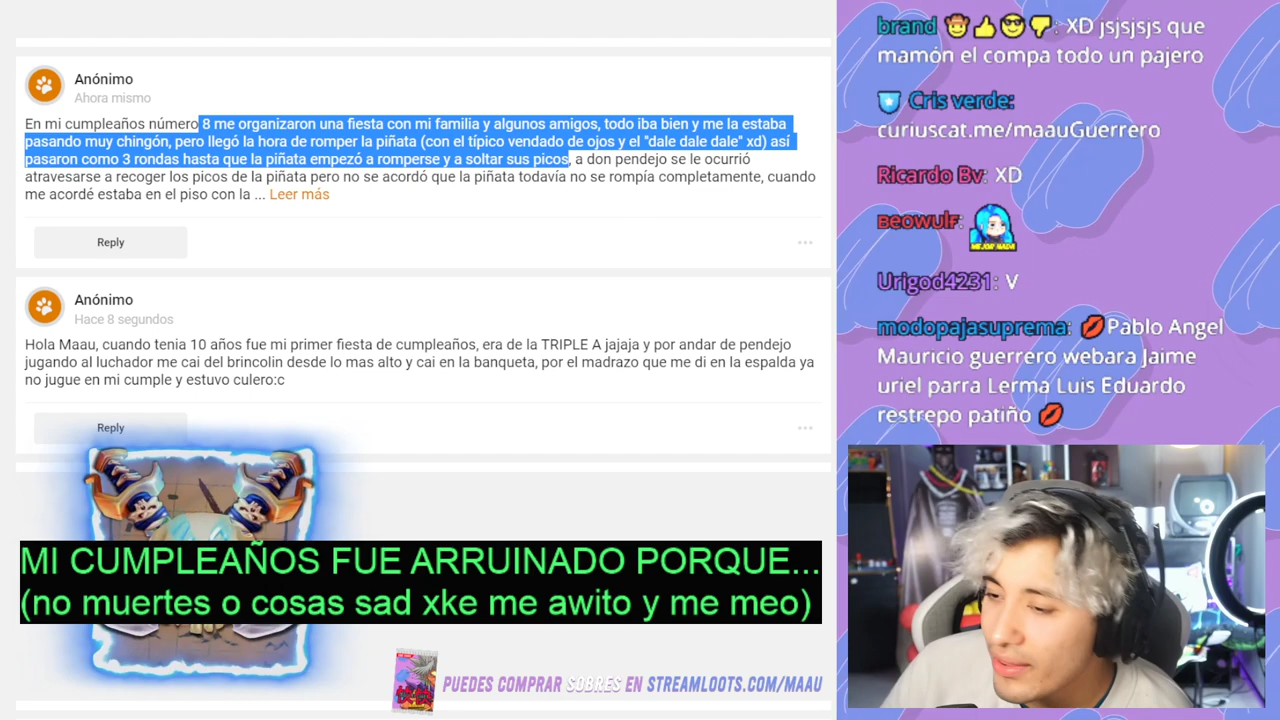 Anónimo
Ahora mismo
En mi cumpleaños número 8 me organizaron una fiesta con mi familia y algunos amigos, todo iba bien y me la estaba
pasando muy chingón, pero llegó la hora de romper la piñata (con el típico vendado de ojos y el "dale dale dale" xd) así
pasaron como 3 rondas hasta que la piñata empezó a romperse y a soltar sus picos, a don pendejo se le ocurrió
atravesarse a recoger los picos de la piñata pero no se acordó que la piñata todavía no se rompía completamente, cuando
me acordé estaba en el piso con la ... Leer más
Reply
Anónimo
Hace 8 segundos
Hola Maau, cuando tenia 10 años fue mi primer fiesta de cumpleaños, era de la TRIPLE A jajaja y por andar de pendejo
jugando al luchador me cai del brincolin desde lo mas alto y cai en la banqueta, por el madrazo que me di en la espalda ya
no jugue en mi cumple y estuvo culero:c
Reply
MI CUMPLEAÑOS FUE ARRUINADO PORQUE...
(no muertes o cosas sad xke me awito y me meo)
PUEDES COMPRAR SOBRES EN STREAMLOOTS.COM/MAAU
brand: XD jsjsjsjs que
mamón el compa todo un pajero
Cris verde:
curiuscat.me/maauGuerrero
Ricardo Bv: XD
Beowulf:
MEJOR NADA
Urigod4231: V
modopajasuprema: Pablo Angel
Mauricio guerrero webara Jaime
uriel parra Lerma Luis Eduardo
restrepo patiño